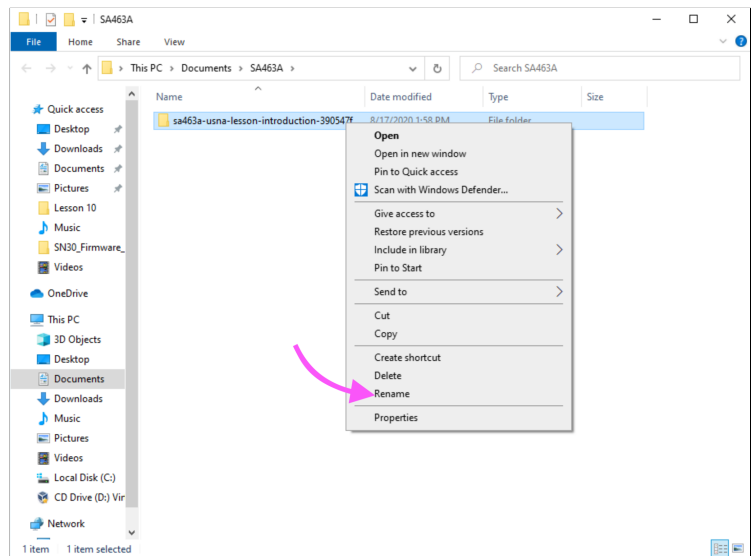 SA463A
File Home Share View
This PC > Documents > SA463A >
Search SA463A
Name Date modified Type Size
sa463a-usna-lesson-introduction-390547f 8/17/2020 1:58 PM File folder
Quick access
Desktop
Downloads
Documents
Pictures
Lesson 10
Music
SN30_Firmware_
Videos
OneDrive
This PC
3D Objects
Desktop
Documents
Downloads
Music
Pictures
Videos
Local Disk (C:)
CD Drive (D:) Vir
Network
Open
Open in new window
Pin to Quick access
Scan with Windows Defender...
Give access to
Restore previous versions
Include in library
Pin to Start
Send to
Cut
Copy
Create shortcut
Delete
Rename
Properties
1 item 1 item selected